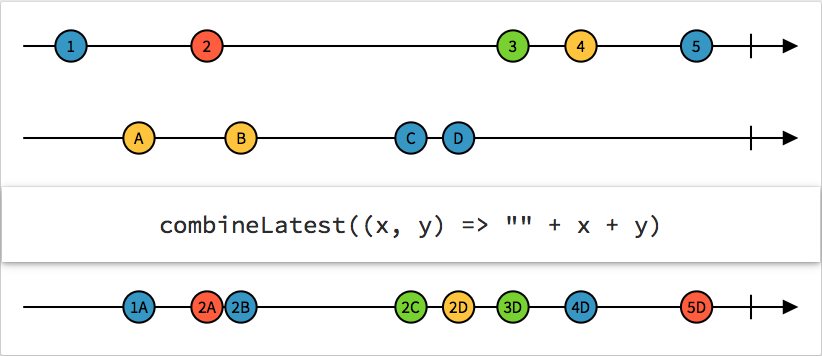 1 2 3 4 5
A B C D
combineLatest((x, y) => "" + x + y)
1A 2A 2B 2C 2D 3D 4D 5D